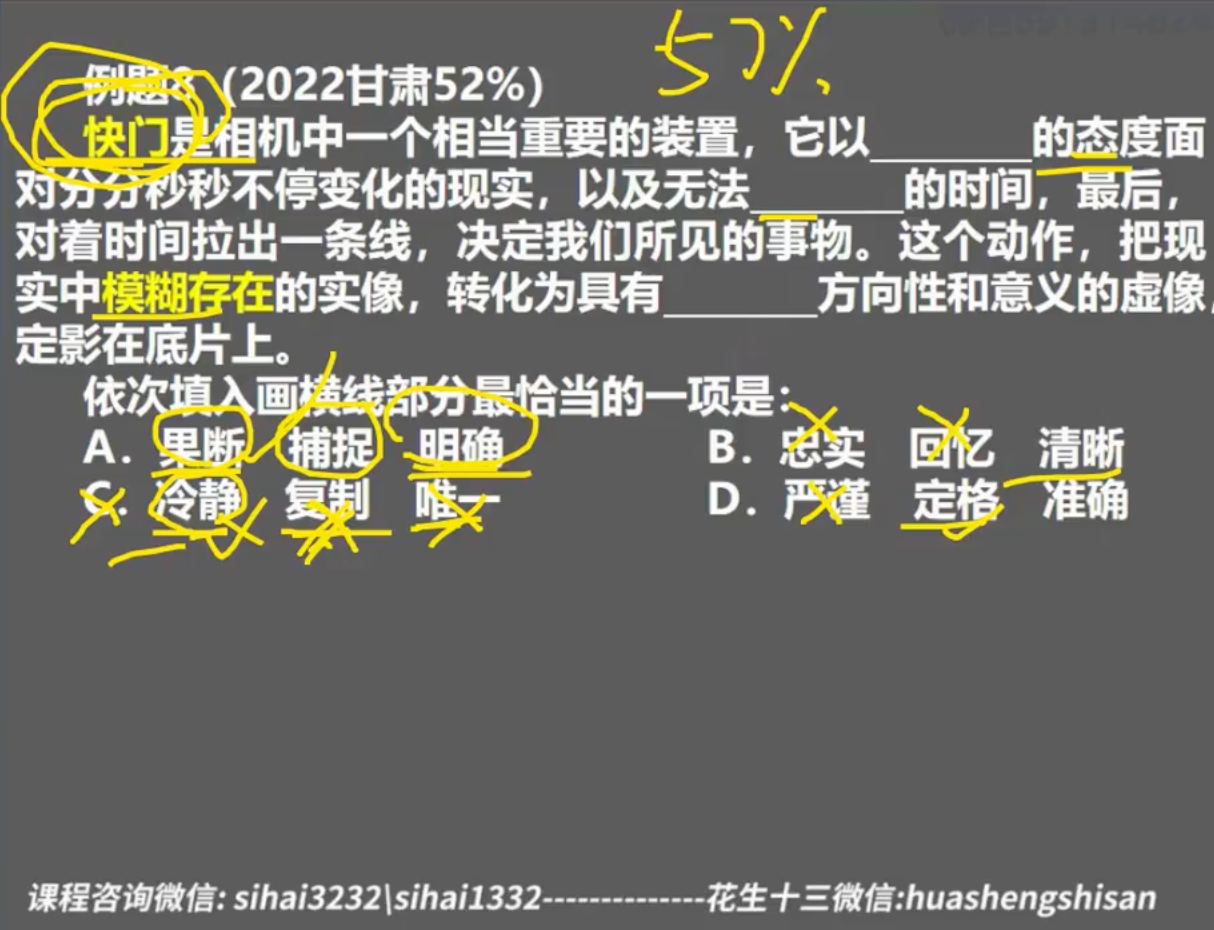 52%
例题8（2022甘肃52%）
快门是相机中一个相当重要的装置，它以______的态度面
对分分秒秒不停变化的现实，以及无法______的时间，最后，
对着时间拉出一条线，决定我们所见的事物。这个动作，把现
实中模糊存在的实像，转化为具有______方向性和意义的虚像，
定影在底片上。
依次填入画横线部分最恰当的一项是：
A．果断 捕捉 明确 B．忠实 回忆 清晰
C．冷静 复制 唯一 D．严谨 定格 准确
课程咨询微信: sihai3232\sihai1332--------------花生十三微信:huashengshisan